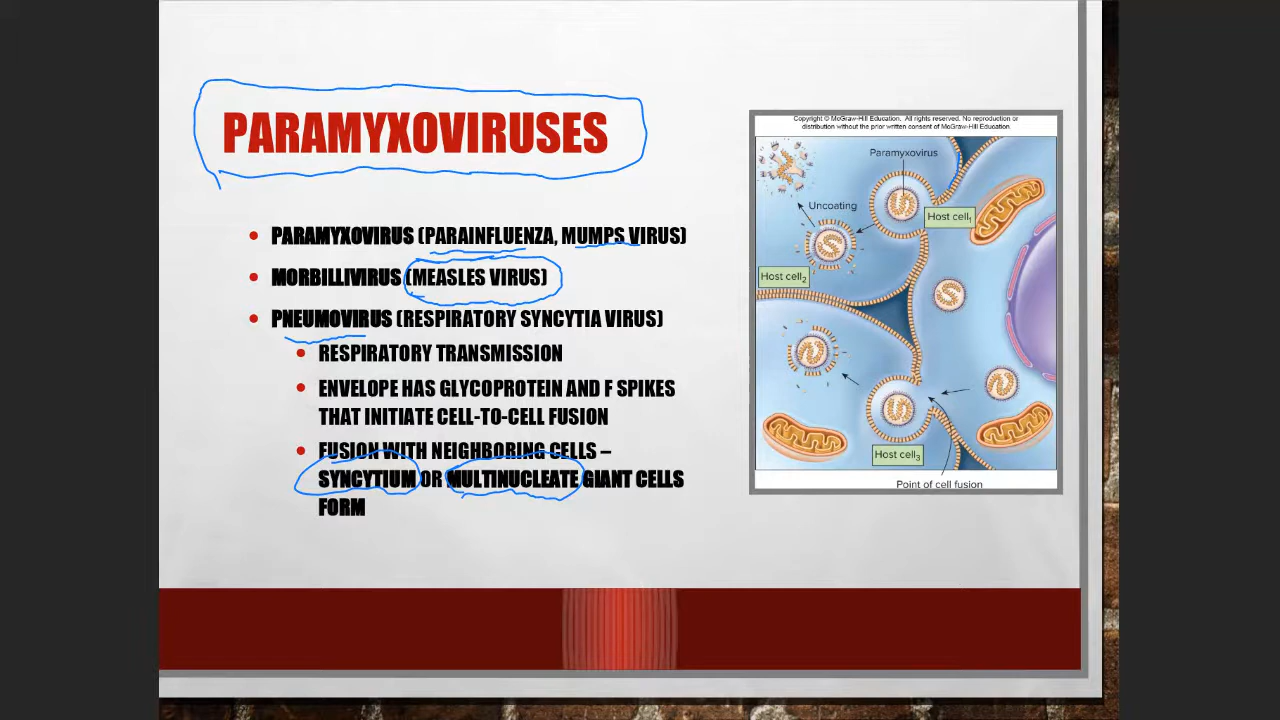 PARAMYXOVIRUSES
PARAMYXOVIRUS (PARAINFLUENZA, MUMPS VIRUS)
MORBILLIVIRUS (MEASLES VIRUS)
PNEUMOVIRUS (RESPIRATORY SYNCYTIA VIRUS)
RESPIRATORY TRANSMISSION
ENVELOPE HAS GLYCOPROTEIN AND F SPIKES
THAT INITIATE CELL-TO-CELL FUSION
FUSION WITH NEIGHBORING CELLS –
SYNCYTIUM OR MULTINUCLEATE GIANT CELLS
FORM
Copyright © McGraw-Hill Education. All rights reserved. No reproduction or
distribution without the prior written consent of McGraw-Hill Education.
Paramyxovirus
Uncoating
Host cell1
Host cell2
Host cell3
Point of cell fusion